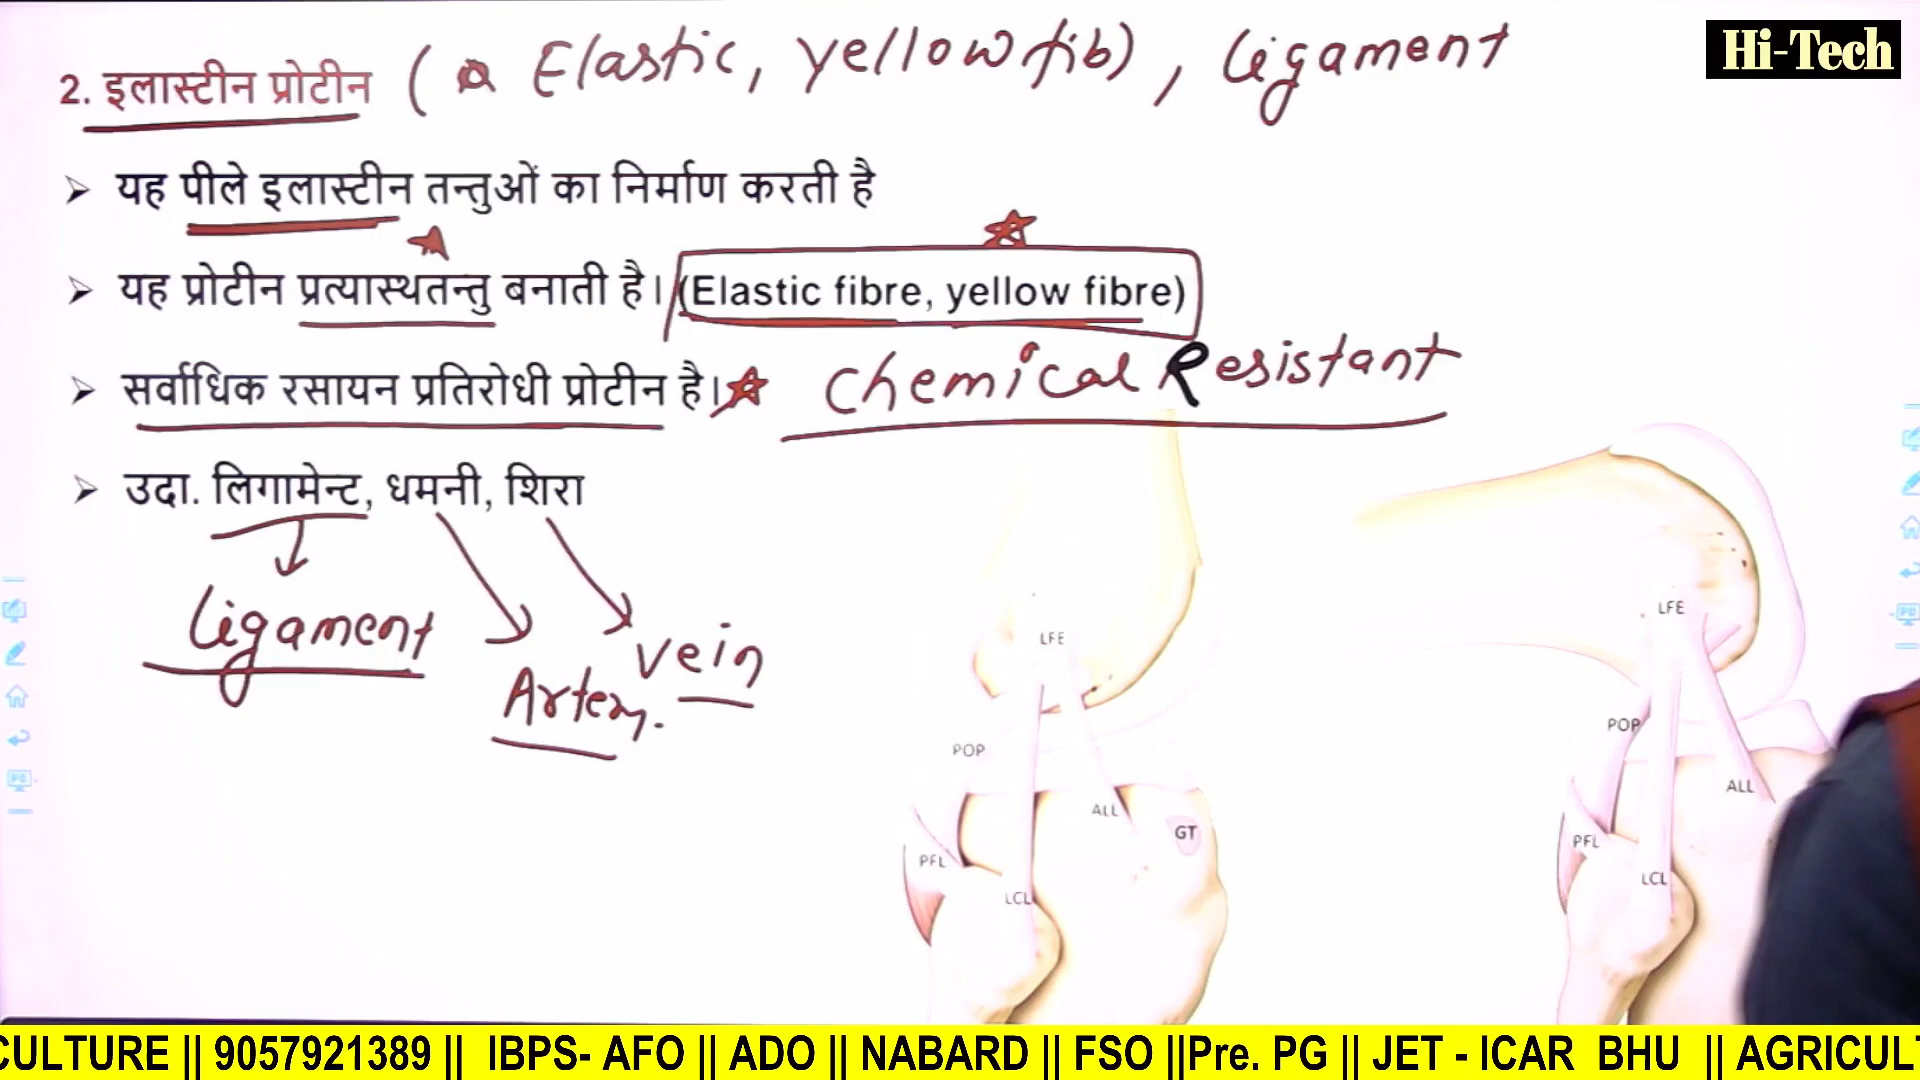 Hi-Tech
2. इलास्टीन प्रोटीन ( Elastic, yellow fib) , Ligament
➢ यह पीले इलास्टीन तन्तुओं का निर्माण करती है
➢ यह प्रोटीन प्रत्यास्थतन्तु बनाती है। (Elastic fibre, yellow fibre)
➢ सर्वाधिक रसायन प्रतिरोधी प्रोटीन है। Chemical Resistant
➢ उदा. लिगामेन्ट, धमनी, शिरा
Ligament
Vein
Artery.
LFE
POP
ALL
GT
PFL
LCL
LFE
POP
ALL
PFL
LCL
CULTURE || 9057921389 || IBPS- AFO || ADO || NABARD || FSO ||Pre. PG || JET - ICAR BHU || AGRICULT